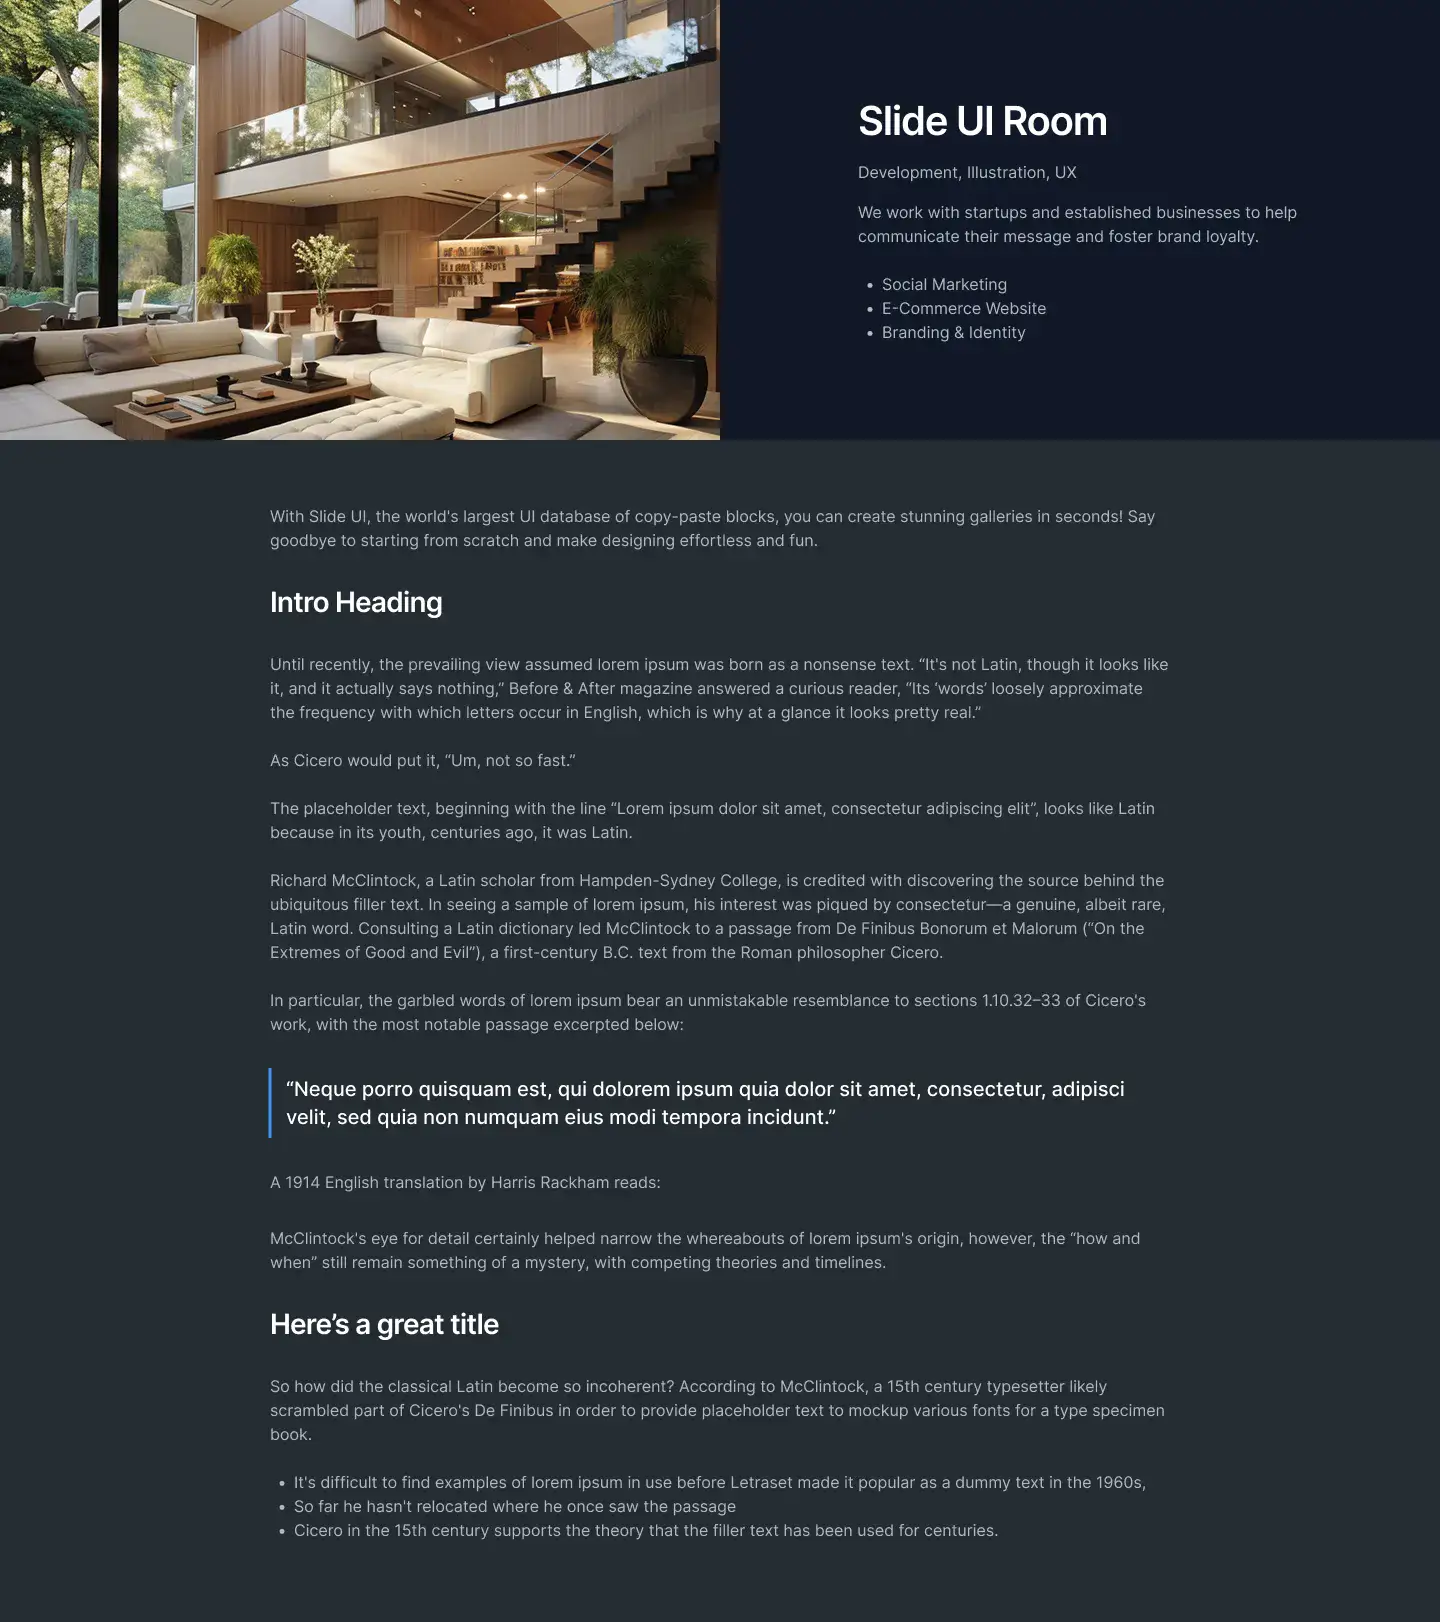 Slide UI Room
Development, Illustration, UX
We work with startups and established businesses to help
communicate their message and foster brand loyalty.
• Social Marketing
• E-Commerce Website
• Branding & Identity
With Slide UI, the world's largest UI database of copy-paste blocks, you can create stunning galleries in seconds! Say
goodbye to starting from scratch and make designing effortless and fun.
Intro Heading
Until recently, the prevailing view assumed lorem ipsum was born as a nonsense text. “It's not Latin, though it looks like
it, and it actually says nothing,” Before & After magazine answered a curious reader, “Its ‘words’ loosely approximate
the frequency with which letters occur in English, which is why at a glance it looks pretty real.”
As Cicero would put it, “Um, not so fast.”
The placeholder text, beginning with the line “Lorem ipsum dolor sit amet, consectetur adipiscing elit”, looks like Latin
because in its youth, centuries ago, it was Latin.
Richard McClintock, a Latin scholar from Hampden-Sydney College, is credited with discovering the source behind the
ubiquitous filler text. In seeing a sample of lorem ipsum, his interest was piqued by consectetur—a genuine, albeit rare,
Latin word. Consulting a Latin dictionary led McClintock to a passage from De Finibus Bonorum et Malorum (“On the
Extremes of Good and Evil”), a first-century B.C. text from the Roman philosopher Cicero.
In particular, the garbled words of lorem ipsum bear an unmistakable resemblance to sections 1.10.32–33 of Cicero's
work, with the most notable passage excerpted below:
“Neque porro quisquam est, qui dolorem ipsum quia dolor sit amet, consectetur, adipisci
velit, sed quia non numquam eius modi tempora incidunt.”
A 1914 English translation by Harris Rackham reads:
McClintock's eye for detail certainly helped narrow the whereabouts of lorem ipsum's origin, however, the “how and
when” still remain something of a mystery, with competing theories and timelines.
Here’s a great title
So how did the classical Latin become so incoherent? According to McClintock, a 15th century typesetter likely
scrambled part of Cicero's De Finibus in order to provide placeholder text to mockup various fonts for a type specimen
book.
• It's difficult to find examples of lorem ipsum in use before Letraset made it popular as a dummy text in the 1960s,
• So far he hasn't relocated where he once saw the passage
• Cicero in the 15th century supports the theory that the filler text has been used for centuries.